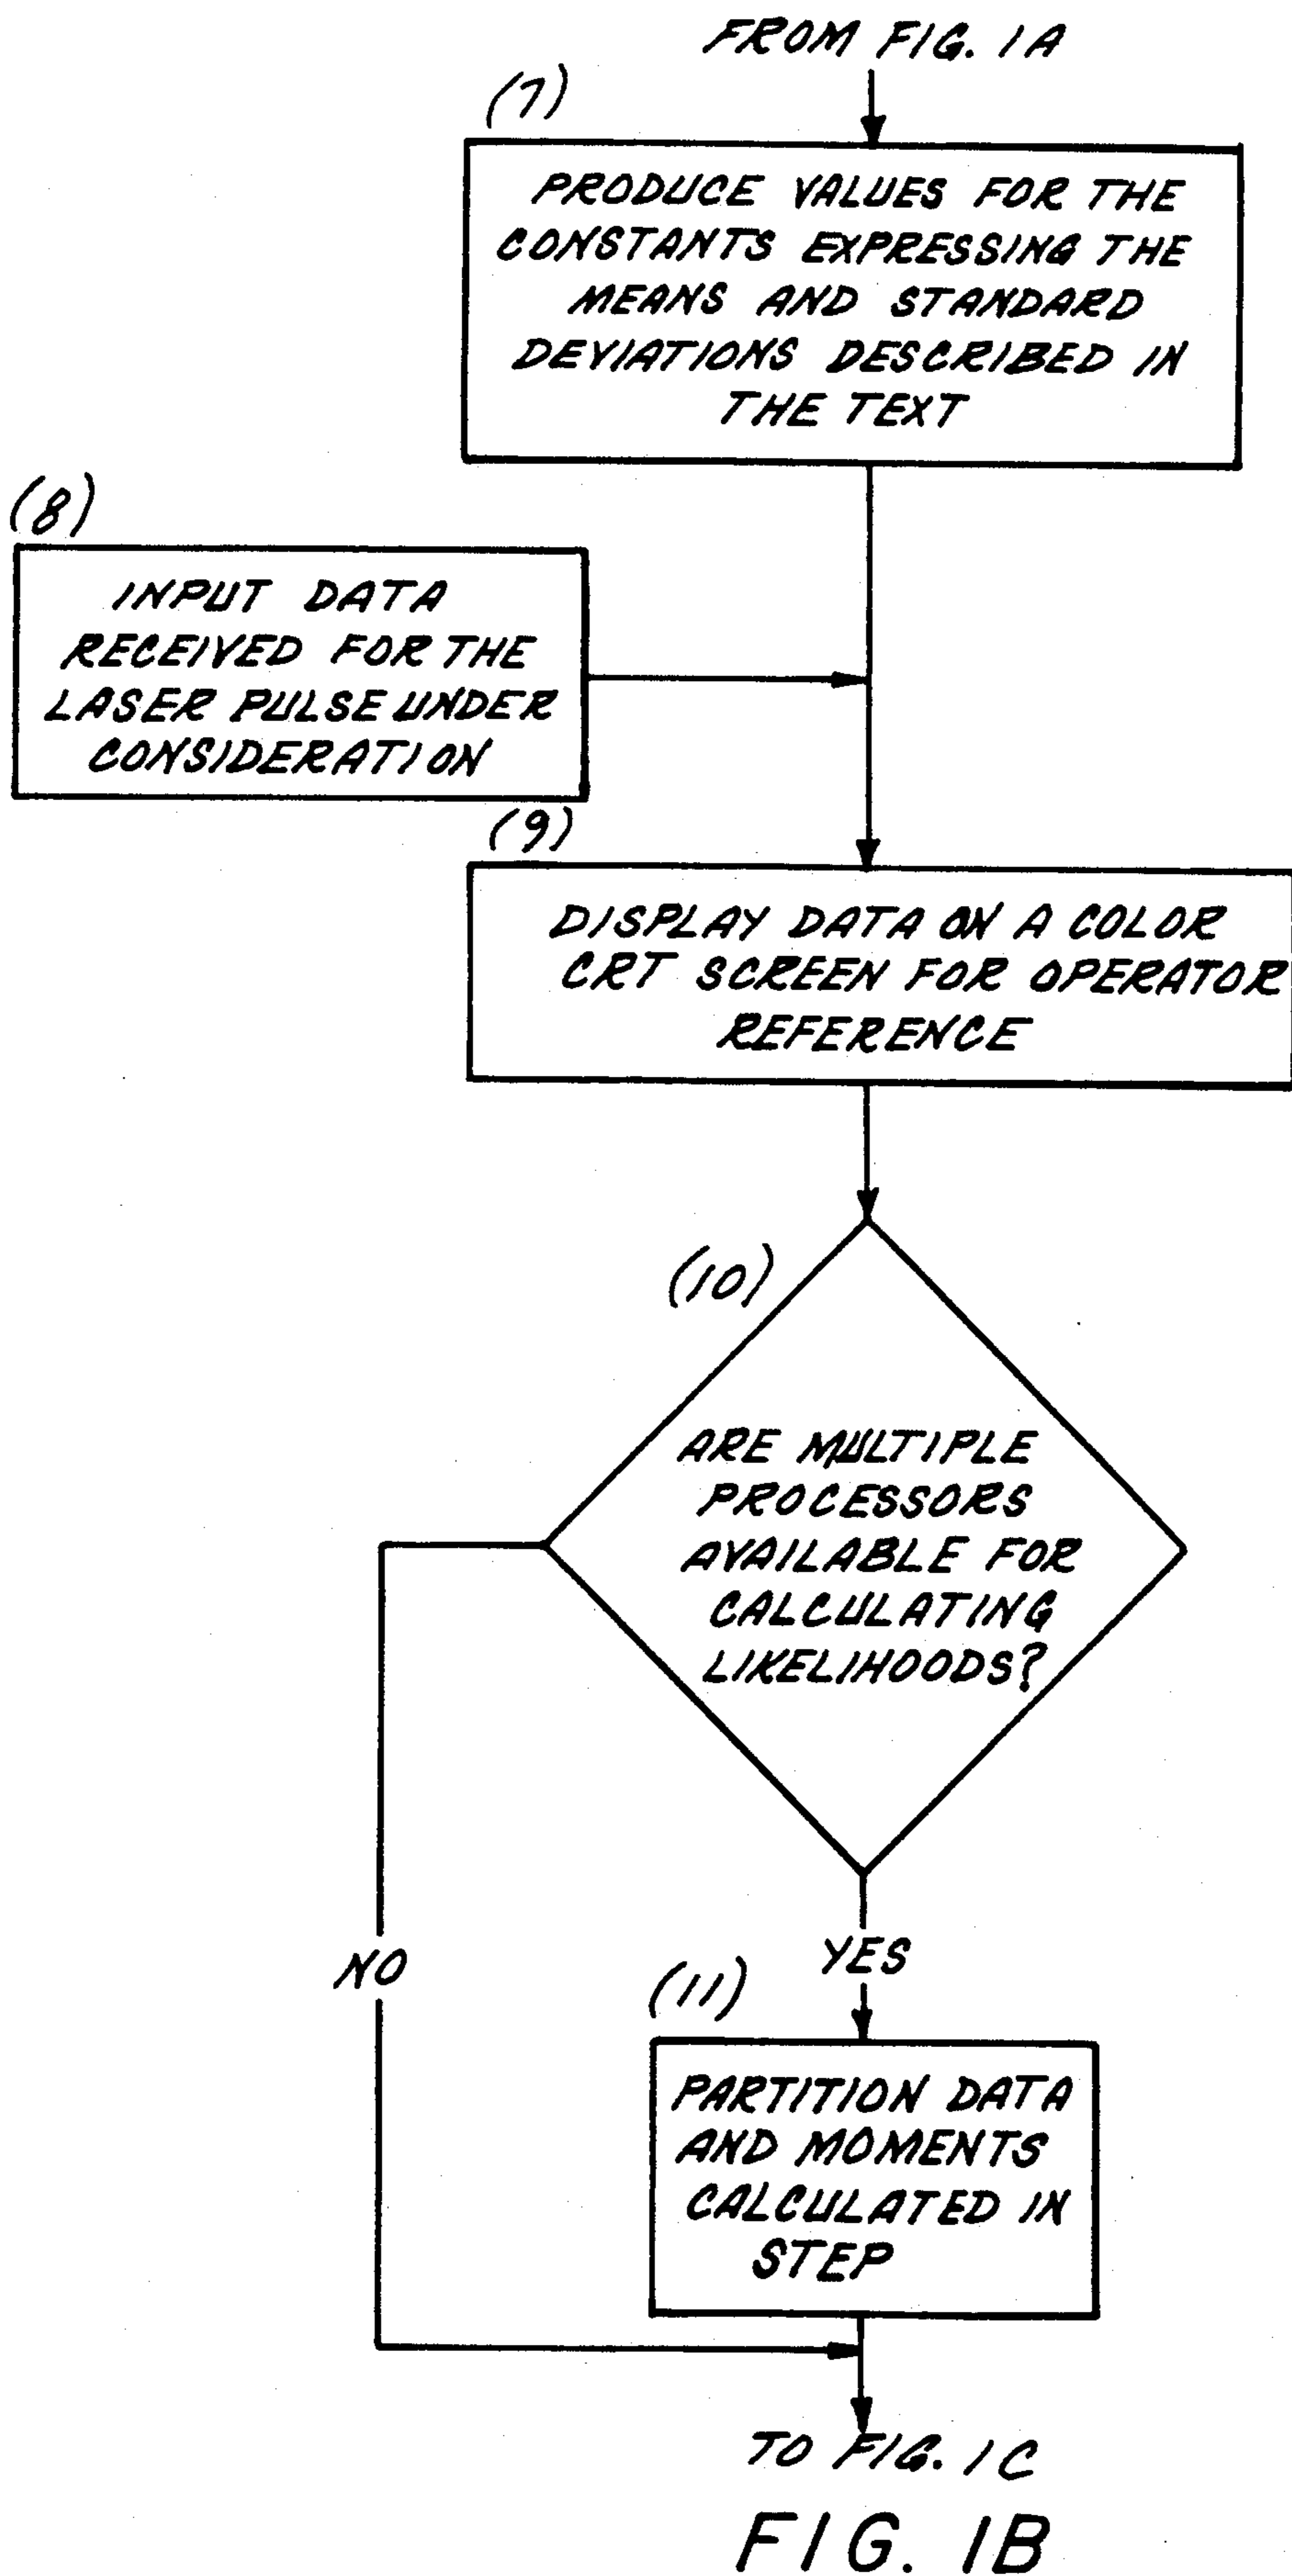 FROM FIG. 1A
(7)
PRODUCE VALUES FOR THE
CONSTANTS EXPRESSING THE
MEANS AND STANDARD
DEVIATIONS DESCRIBED IN
THE TEXT
(8)
INPUT DATA
RECEIVED FOR THE
LASER PULSE UNDER
CONSIDERATION
(9)
DISPLAY DATA ON A COLOR
CRT SCREEN FOR OPERATOR
REFERENCE
(10)
ARE MULTIPLE
PROCESSORS
AVAILABLE FOR
CALCULATING
LIKELIHOODS?
NO
YES
(11)
PARTITION DATA
AND MOMENTS
CALCULATED IN
STEP
TO FIG. 1C
FIG. 1B